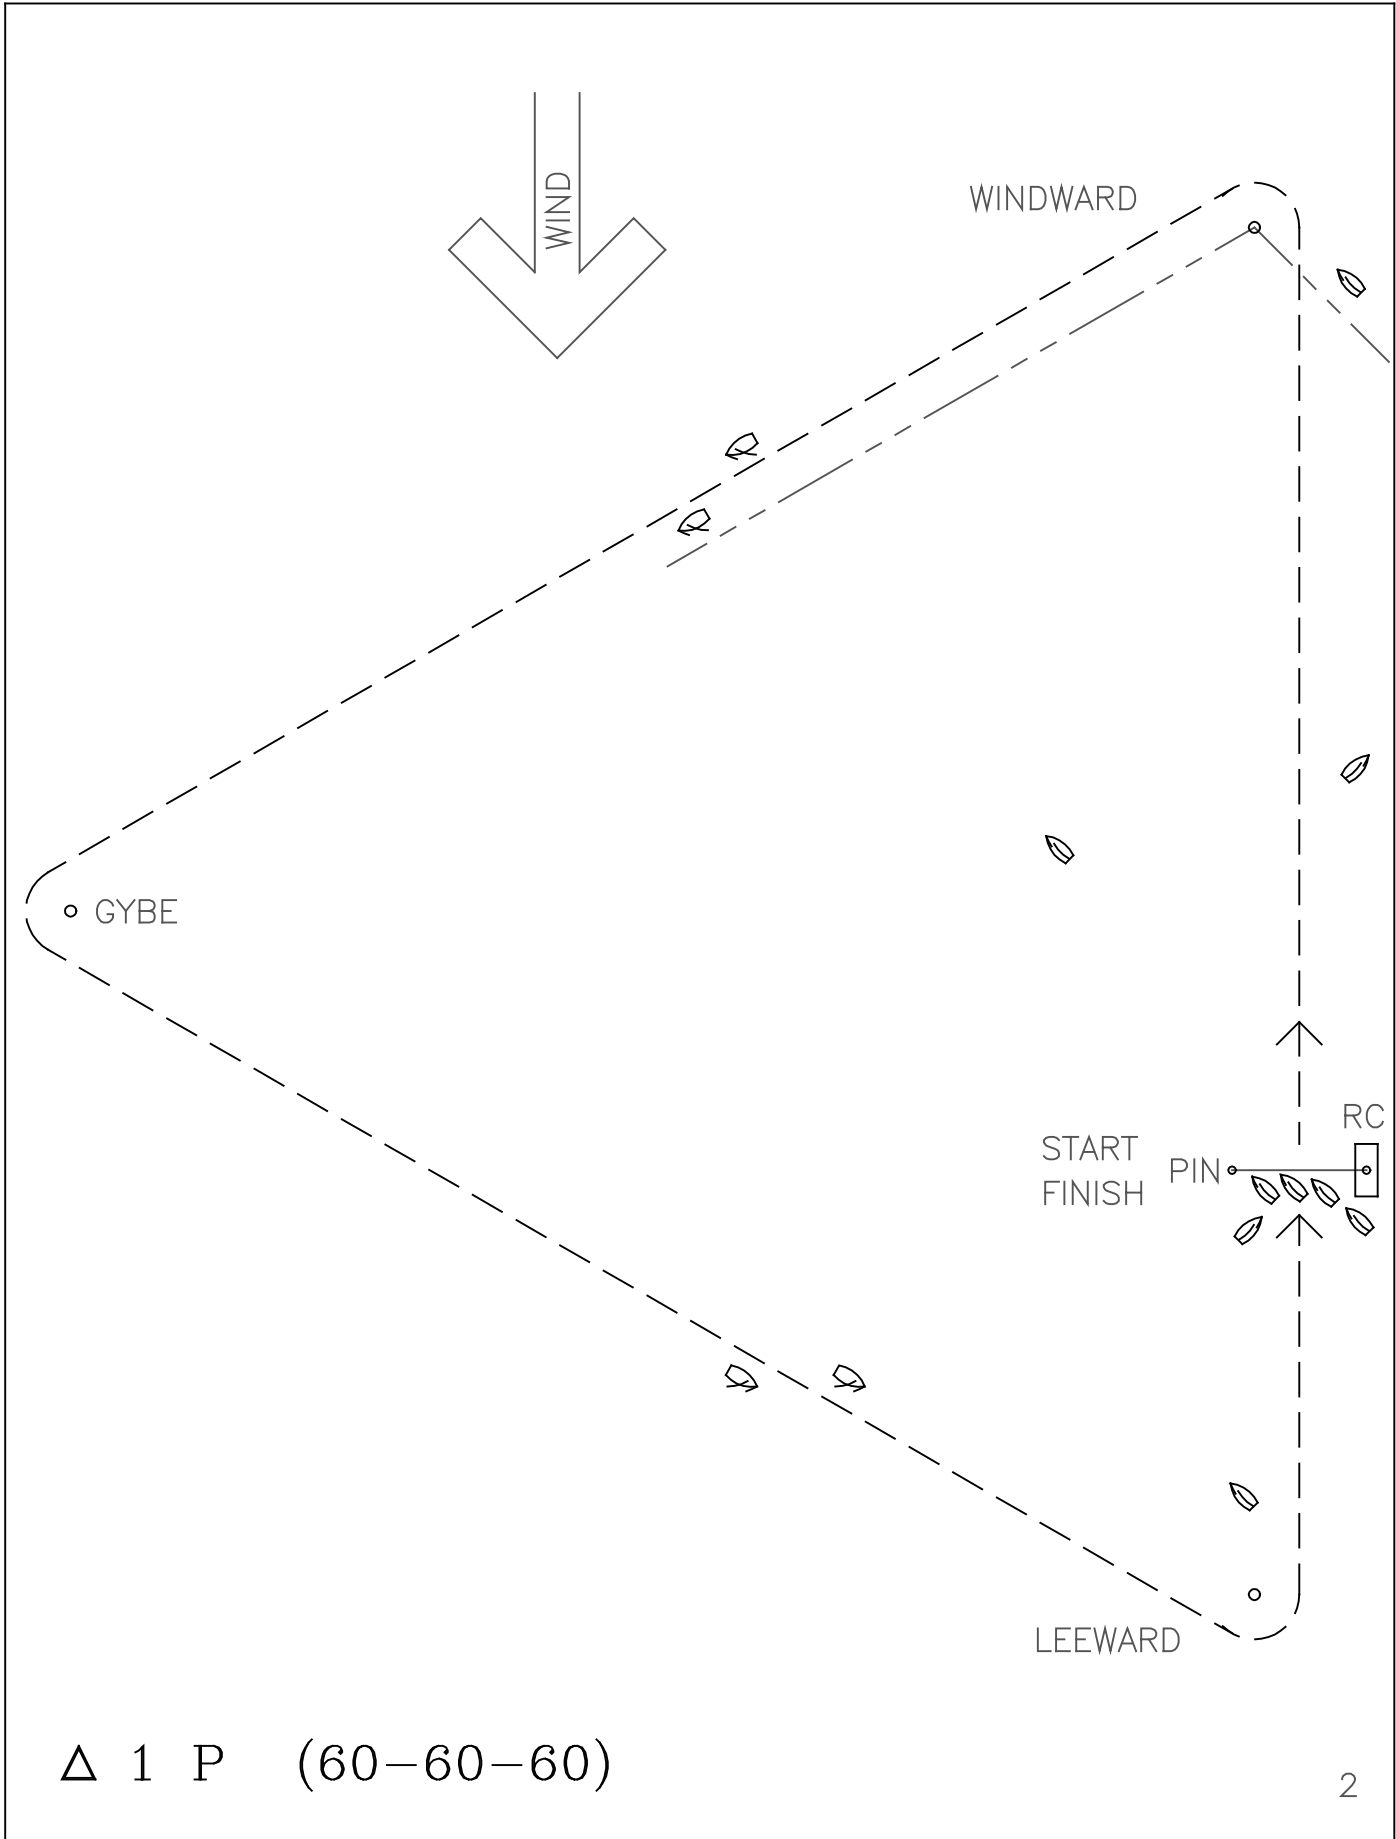 WIND
WINDWARD
GYBE
RC
START
FINISH
PIN
LEEWARD
Δ 1 P (60-60-60)
2